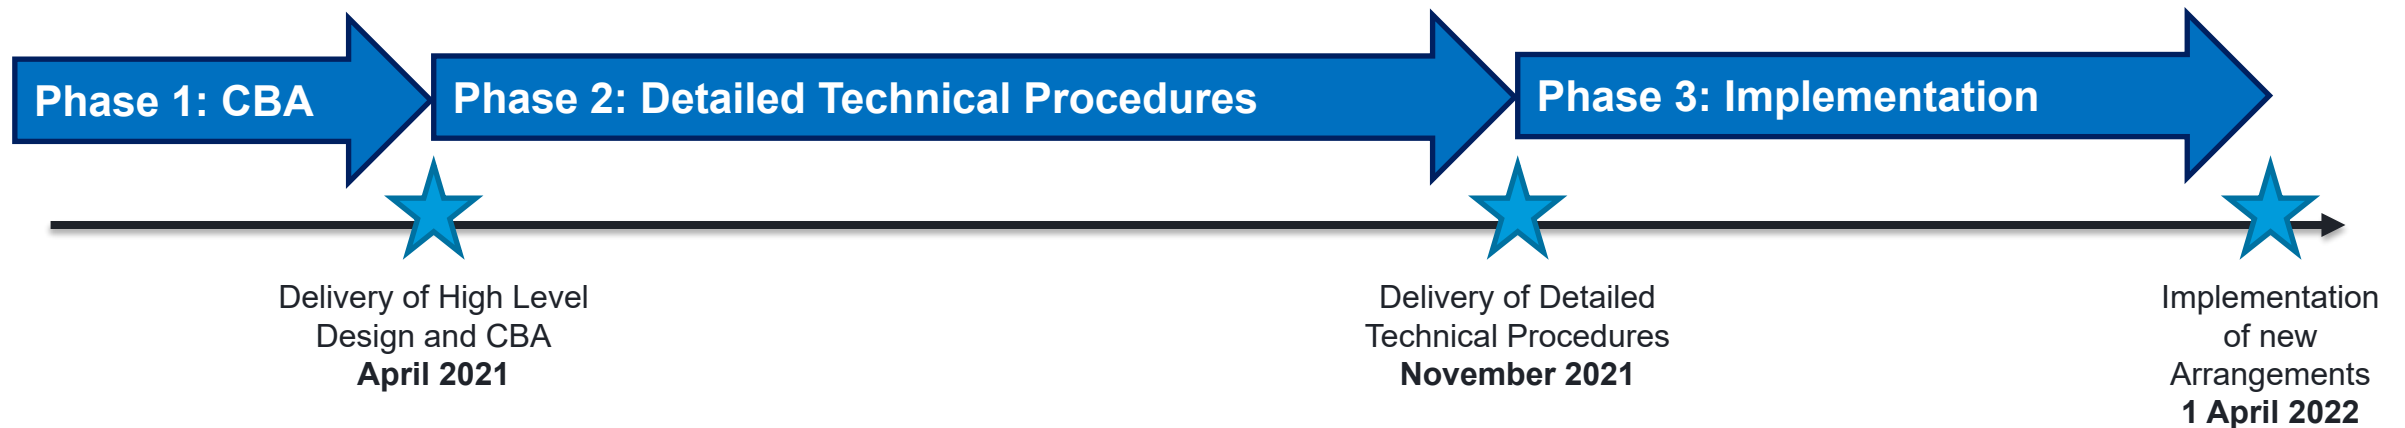 Phase 1: CBA
Phase 2: Detailed Technical Procedures
Phase 3: Implementation
Delivery of High Level
Design and CBA
April 2021
Delivery of Detailed
Technical Procedures
November 2021
Implementation
of new
Arrangements
1 April 2022